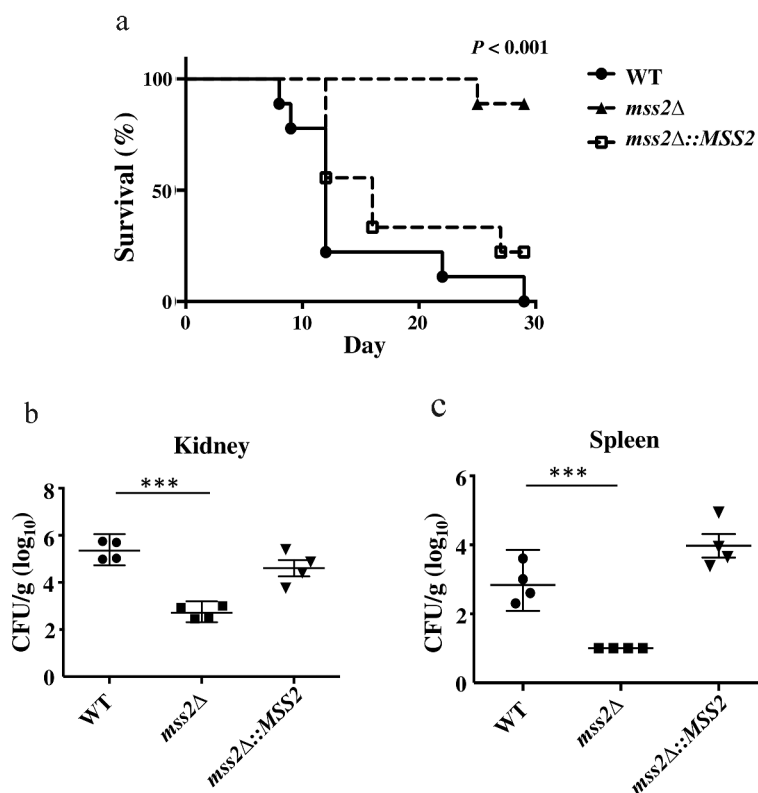 a
P < 0.001
WT
mss2Δ
mss2Δ::MSS2
Survival (%)
100
50
0
0 10 20 30
Day
b
Kidney
***
CFU/g (log10)
8
6
4
2
0
WT
mss2Δ
mss2Δ::MSS2
c
Spleen
***
CFU/g (log10)
6
4
2
0
WT
mss2Δ
mss2Δ::MSS2